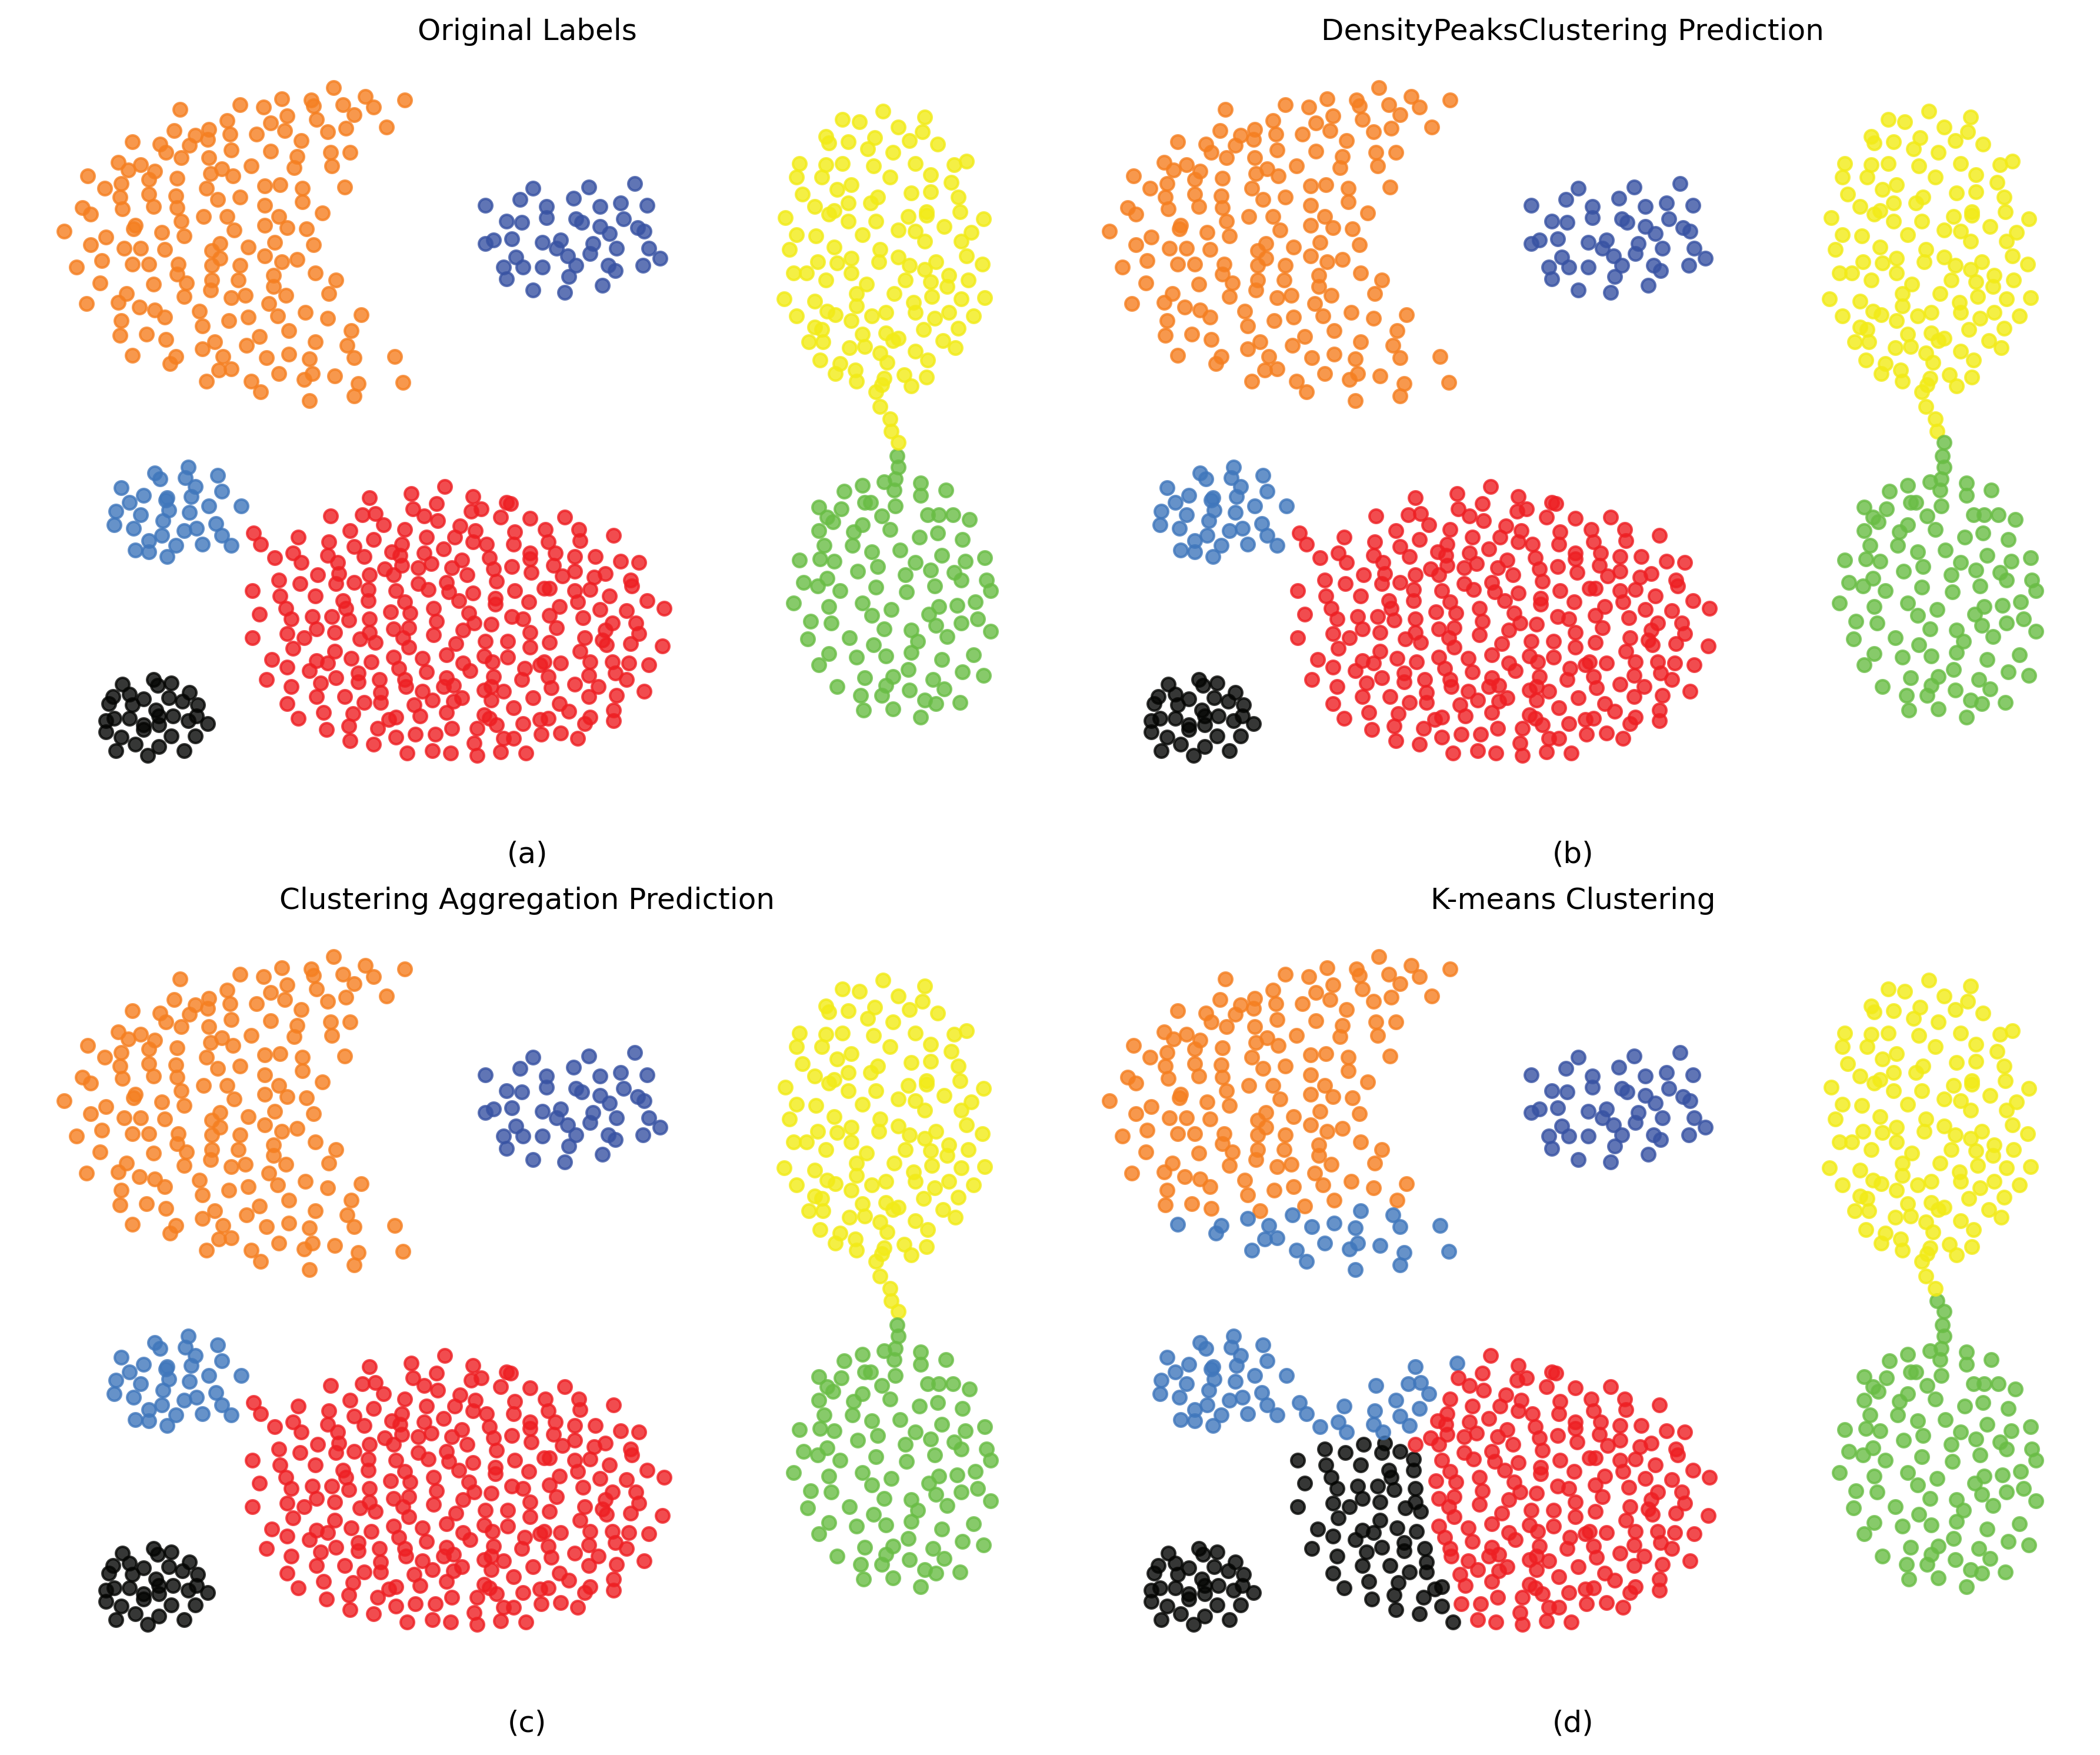 Original Labels
DensityPeaksClustering Prediction
(a)
(b)
Clustering Aggregation Prediction
K-means Clustering
(c)
(d)